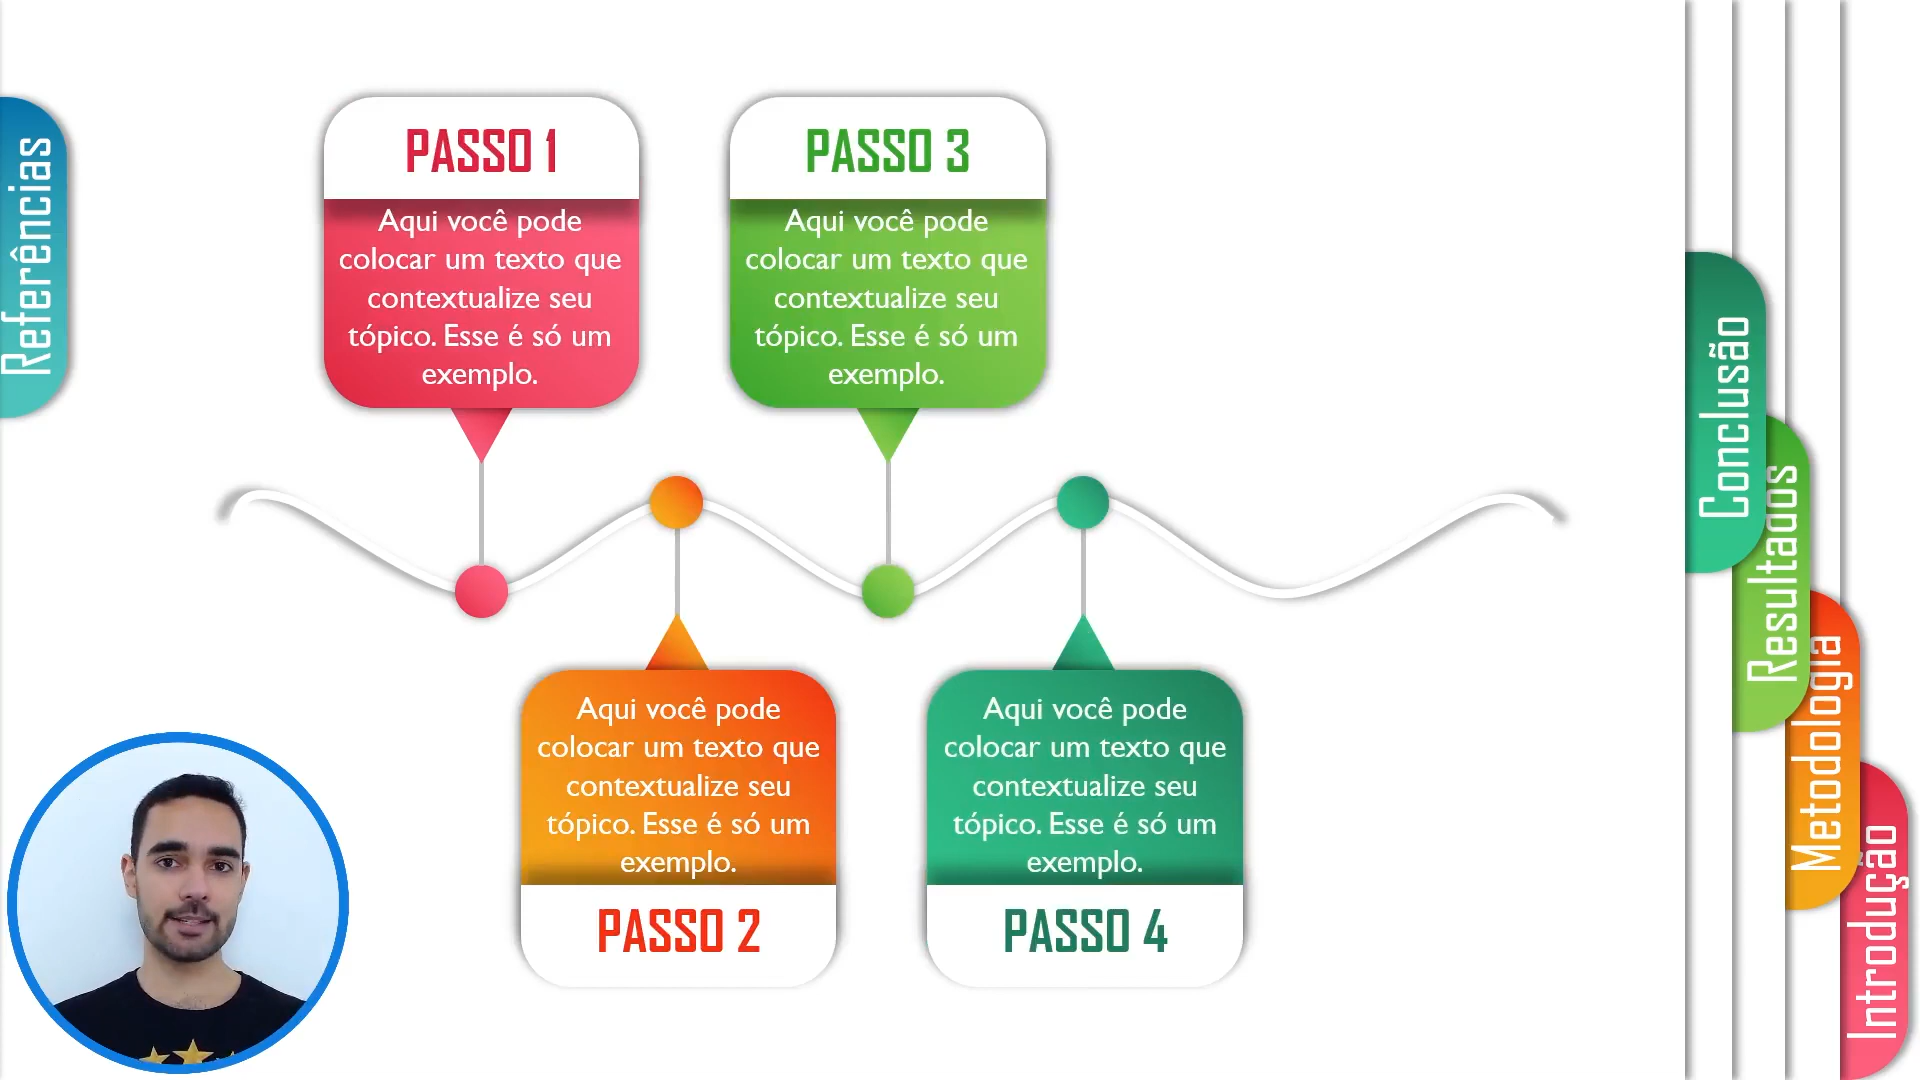 Referências
PASSO 1
Aqui você pode
colocar um texto que
contextualize seu
tópico. Esse é só um
exemplo.
PASSO 3
Aqui você pode
colocar um texto que
contextualize seu
tópico. Esse é só um
exemplo.
Aqui você pode
colocar um texto que
contextualize seu
tópico. Esse é só um
exemplo.
PASSO 2
Aqui você pode
colocar um texto que
contextualize seu
tópico. Esse é só um
exemplo.
PASSO 4
Conclusão
Resultados
Metodologia
Introdução